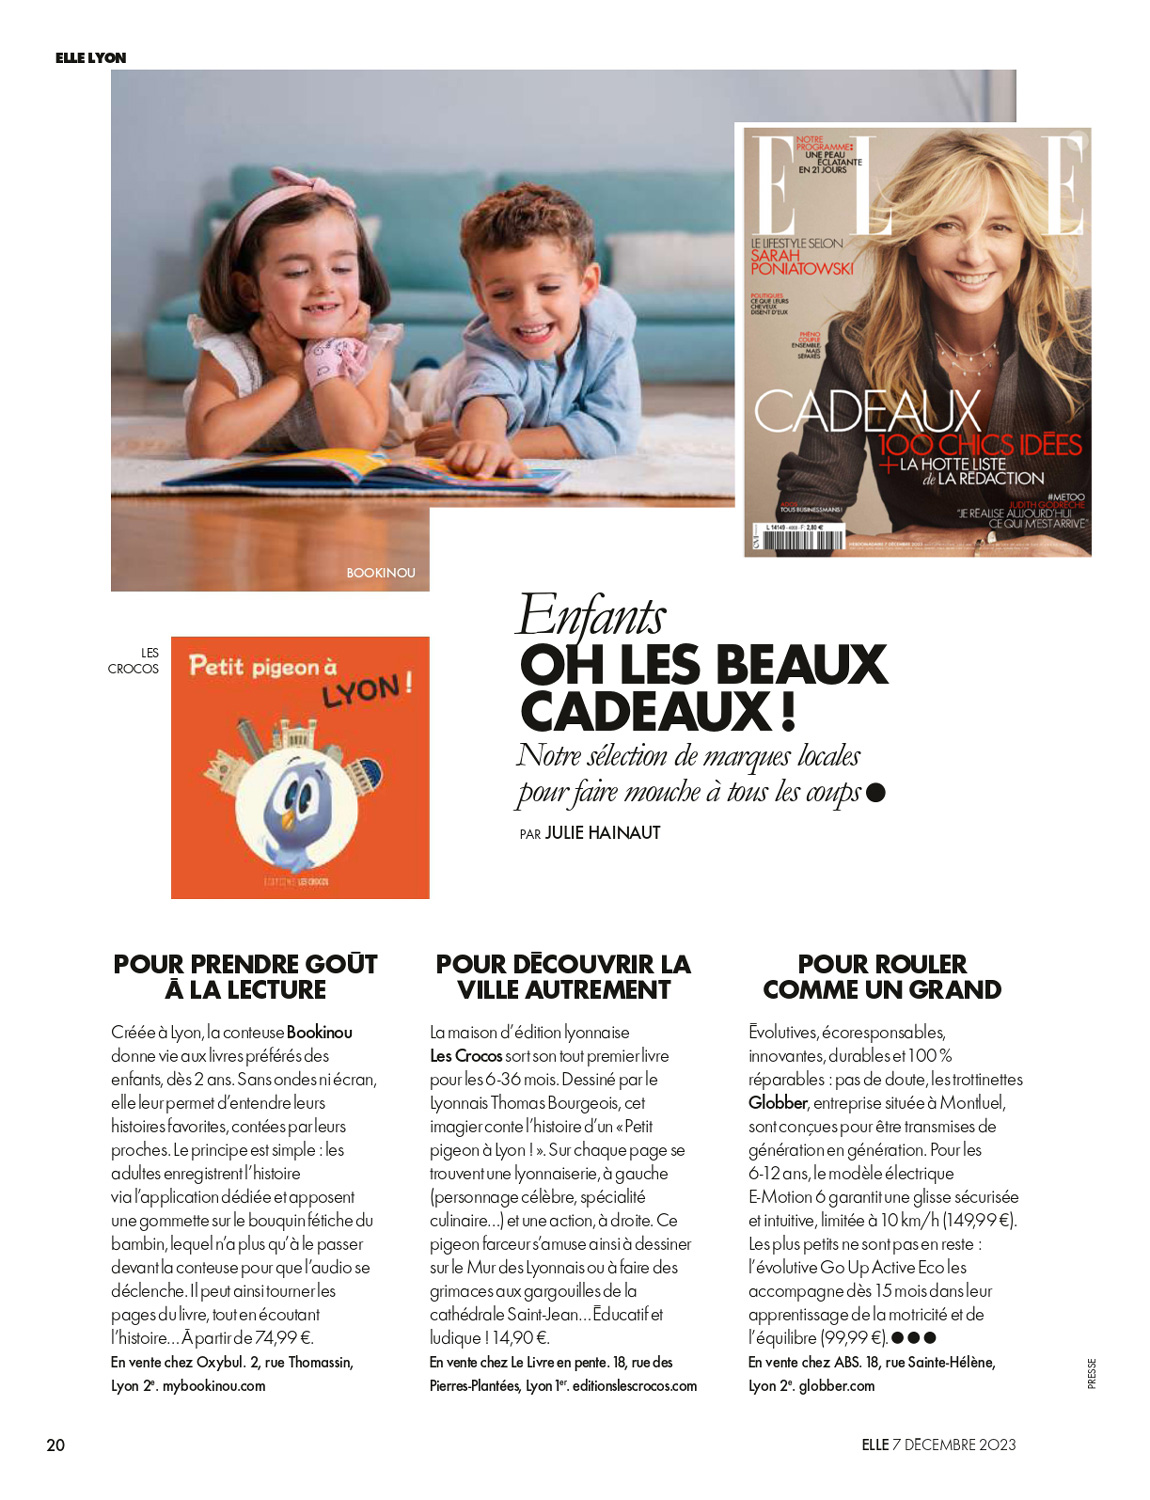 ELLE LYON
BOOKINOU
ELLE
NOTRE
PROGRAMME:
UNE PEAU
ÉCLATANTE
EN 21 JOURS
LE LIFESTYLE SELON
SARAH
PONIATOWSKI
POLITIQUES
CE QUE LEURS
CHEVEUX
DISENT D'EUX
PHÉNO
COUPLE
ENSEMBLE,
MAIS
SÉPARÉS
CADEAUX
100 CHICS IDÉES
+ LA HOTTE LISTE
de LA RÉDACTION
#METOO
JUDITH GODRÈCHE
"JE RÉALISE AUJOURD'HUI
CE QUI M'EST ARRIVÉ"
TOUS BUSINESSMANS !
LES
CROCOS
Petit pigeon à
LYON !
ÉDITIONS LES CROCOS
Enfants
OH LES BEAUX
CADEAUX !
Notre sélection de marques locales
pour faire mouche à tous les coups ●
PAR JULIE HAINAUT
POUR PRENDRE GOÛT
À LA LECTURE
Créée à Lyon, la conteuse Bookinou
donne vie aux livres préférés des
enfants, dès 2 ans. Sans ondes ni écran,
elle leur permet d'entendre leurs
histoires favorites, contées par leurs
proches. Le principe est simple : les
adultes enregistrent l'histoire
via l'application dédiée et apposent
une gommette sur le bouquin fétiche du
bambin, lequel n'a plus qu'à le passer
devant la conteuse pour que l'audio se
déclenche. Il peut ainsi tourner les
pages du livre, tout en écoutant
l'histoire... À partir de 74,99 €.
En vente chez Oxybul. 2, rue Thomassin,
Lyon 2e. mybookinou.com
POUR DÉCOUVRIR LA
VILLE AUTREMENT
La maison d'édition lyonnaise
Les Crocos sort son tout premier livre
pour les 6-36 mois. Dessiné par le
Lyonnais Thomas Bourgeois, cet
imagier conte l'histoire d'un « Petit
pigeon à Lyon ! ». Sur chaque page se
trouvent une lyonnaiserie, à gauche
(personnage célèbre, spécialité
culinaire...) et une action, à droite. Ce
pigeon farceur s'amuse ainsi à dessiner
sur le Mur des Lyonnais ou à faire des
grimaces aux gargouilles de la
cathédrale Saint-Jean... Éducatif et
ludique ! 14,90 €.
En vente chez Le Livre en pente. 18, rue des
Pierres-Plantées, Lyon 1er. editionslescrocos.com
POUR ROULER
COMME UN GRAND
Évolutives, écoresponsables,
innovantes, durables et 100 %
réparables : pas de doute, les trottinettes
Globber, entreprise située à Montluel,
sont conçues pour être transmises de
génération en génération. Pour les
6-12 ans, le modèle électrique
E-Motion 6 garantit une glisse sécurisée
et intuitive, limitée à 10 km/h (149,99 €).
Les plus petits ne sont pas en reste :
l'évolutive Go Up Active Eco les
accompagne dès 15 mois dans leur
apprentissage de la motricité et de
l'équilibre (99,99 €). ●●●
En vente chez ABS. 18, rue Sainte-Hélène,
Lyon 2e. globber.com
PRESSE
20
ELLE 7 DÉCEMBRE 2023